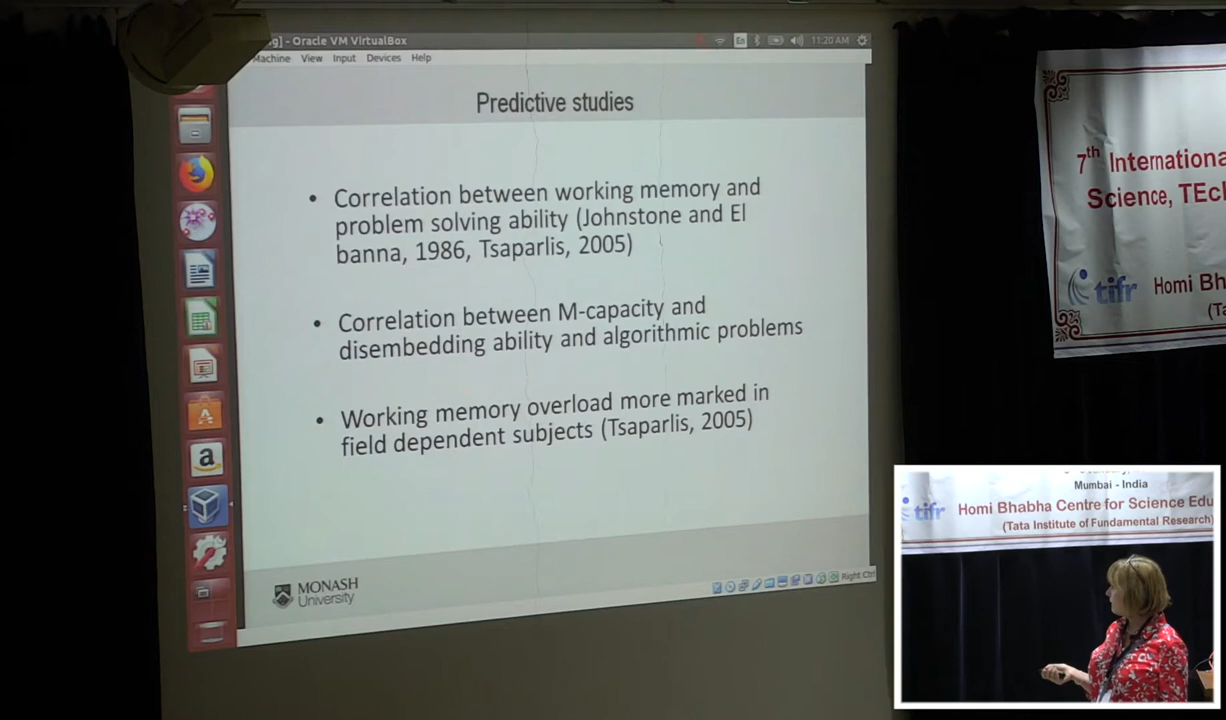 g] - Oracle VM VirtualBox
En
11:20 AM
Machine View Input Devices Help
Predictive studies
• Correlation between working memory and
problem solving ability (Johnstone and El
banna, 1986, Tsaparlis, 2005)
• Correlation between M-capacity and
disembedding ability and algorithmic problems
• Working memory overload more marked in
field dependent subjects (Tsaparlis, 2005)
MONASH
University
Right Ctrl
a
7th Internationa
Science, TEc
tifr Homi Bh
(Ta
Mumbai - India
tifr Homi Bhabha Centre for Science Edu
(Tata Institute of Fundamental Research)